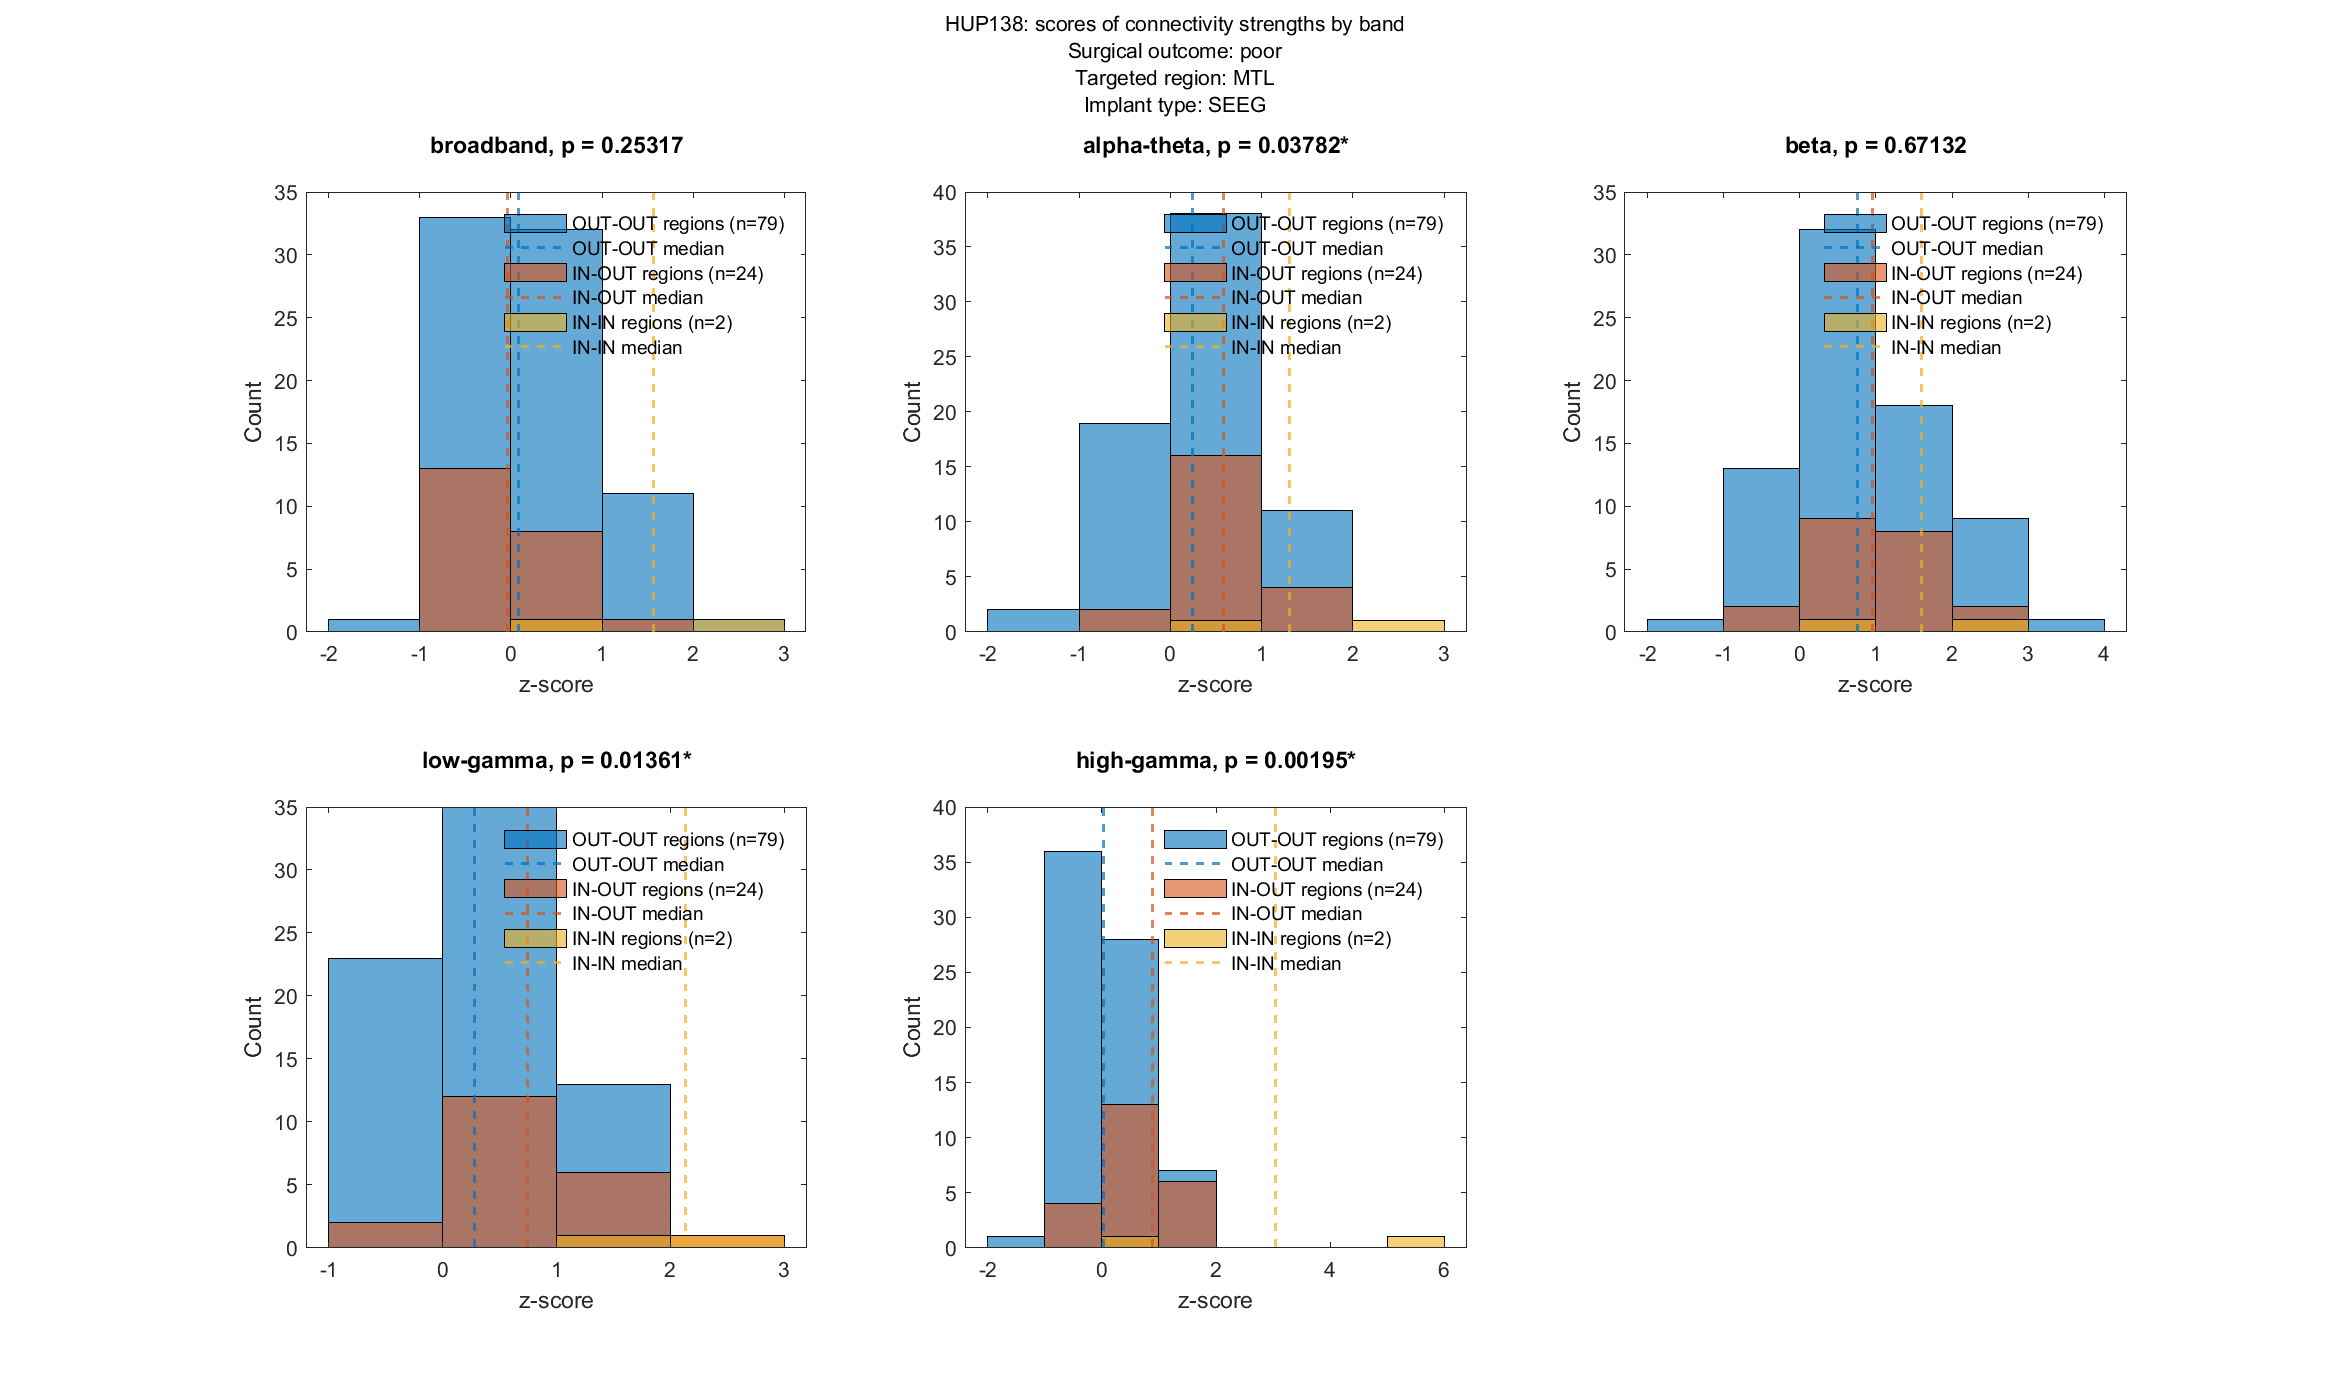 HUP138: scores of connectivity strengths by band
Surgical outcome: poor
Targeted region: MTL
Implant type: SEEG
broadband, p = 0.25317
35
30
25
20
15
10
5
0
Count
-2 -1 0 1 2 3
z-score
OUT-OUT regions (n=79)
OUT-OUT median
IN-OUT regions (n=24)
IN-OUT median
IN-IN regions (n=2)
IN-IN median
alpha-theta, p = 0.03782*
40
35
30
25
20
15
10
5
0
Count
-2 -1 0 1 2 3
z-score
OUT-OUT regions (n=79)
OUT-OUT median
IN-OUT regions (n=24)
IN-OUT median
IN-IN regions (n=2)
IN-IN median
beta, p = 0.67132
35
30
25
20
15
10
5
0
Count
-2 -1 0 1 2 3 4
z-score
OUT-OUT regions (n=79)
OUT-OUT median
IN-OUT regions (n=24)
IN-OUT median
IN-IN regions (n=2)
IN-IN median
low-gamma, p = 0.01361*
35
30
25
20
15
10
5
0
Count
-1 0 1 2 3
z-score
OUT-OUT regions (n=79)
OUT-OUT median
IN-OUT regions (n=24)
IN-OUT median
IN-IN regions (n=2)
IN-IN median
high-gamma, p = 0.00195*
40
35
30
25
20
15
10
5
0
Count
-2 0 2 4 6
z-score
OUT-OUT regions (n=79)
OUT-OUT median
IN-OUT regions (n=24)
IN-OUT median
IN-IN regions (n=2)
IN-IN median